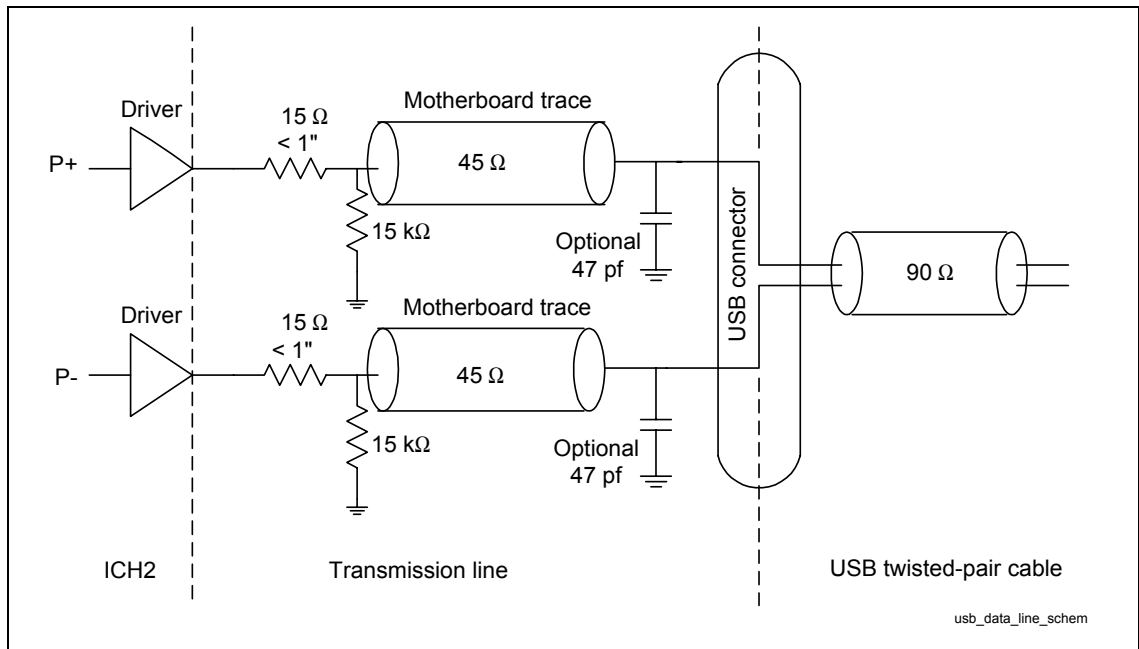 Driver
15 Ω
< 1"
Motherboard trace
P+
45 Ω
15 kΩ
Optional
47 pf
USB connector
90 Ω
Driver
15 Ω
< 1"
Motherboard trace
P-
45 Ω
15 kΩ
Optional
47 pf
ICH2
Transmission line
USB twisted-pair cable
usb_data_line_schem